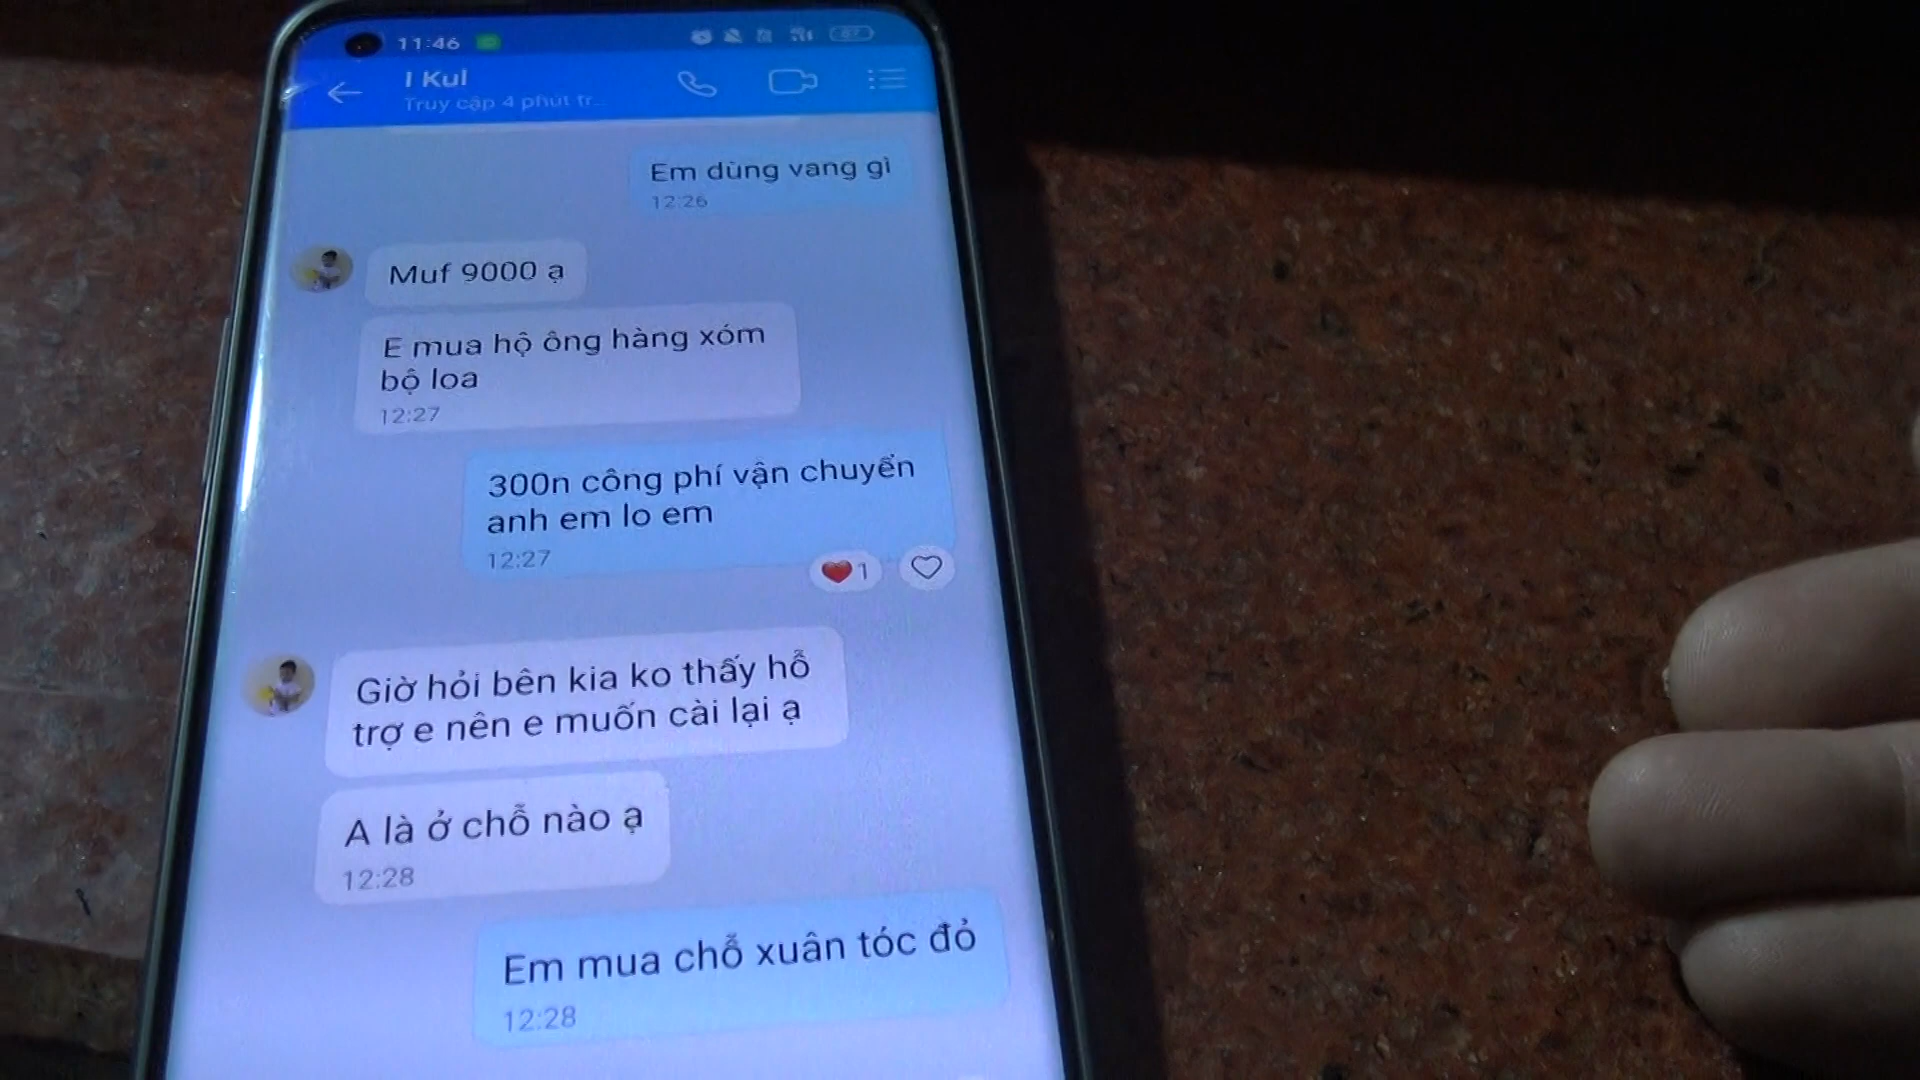 11:46
I Kul
Truy cập 4 phút tr...
Em dùng vang gì
12:26
Muf 9000 ạ
E mua hộ ông hàng xóm
bộ loa
12:27
300n công phí vận chuyển
anh em lo em
12:27
1
Giờ hỏi bên kia ko thấy hỗ
trợ e nên e muốn cài lại ạ
A là ở chỗ nào ạ
12:28
Em mua chỗ xuân tóc đỏ
12:28